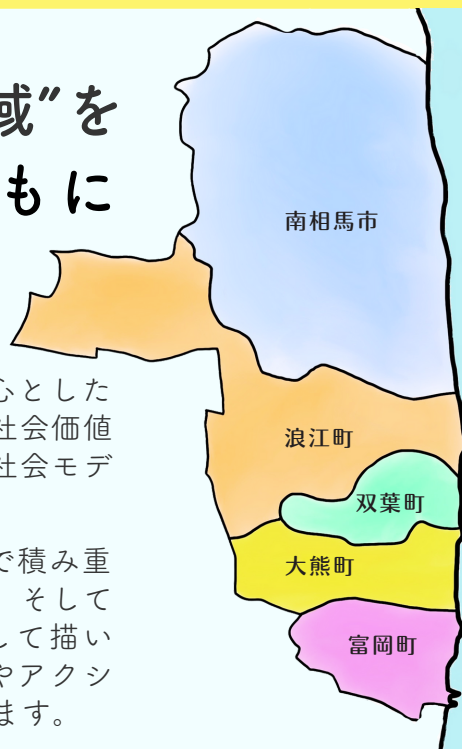 域”を
もに
心とした
社会価値
社会モデ
で積み重
そして
して描い
やアクシ
ます。
南相馬市
浪江町
双葉町
大熊町
富岡町